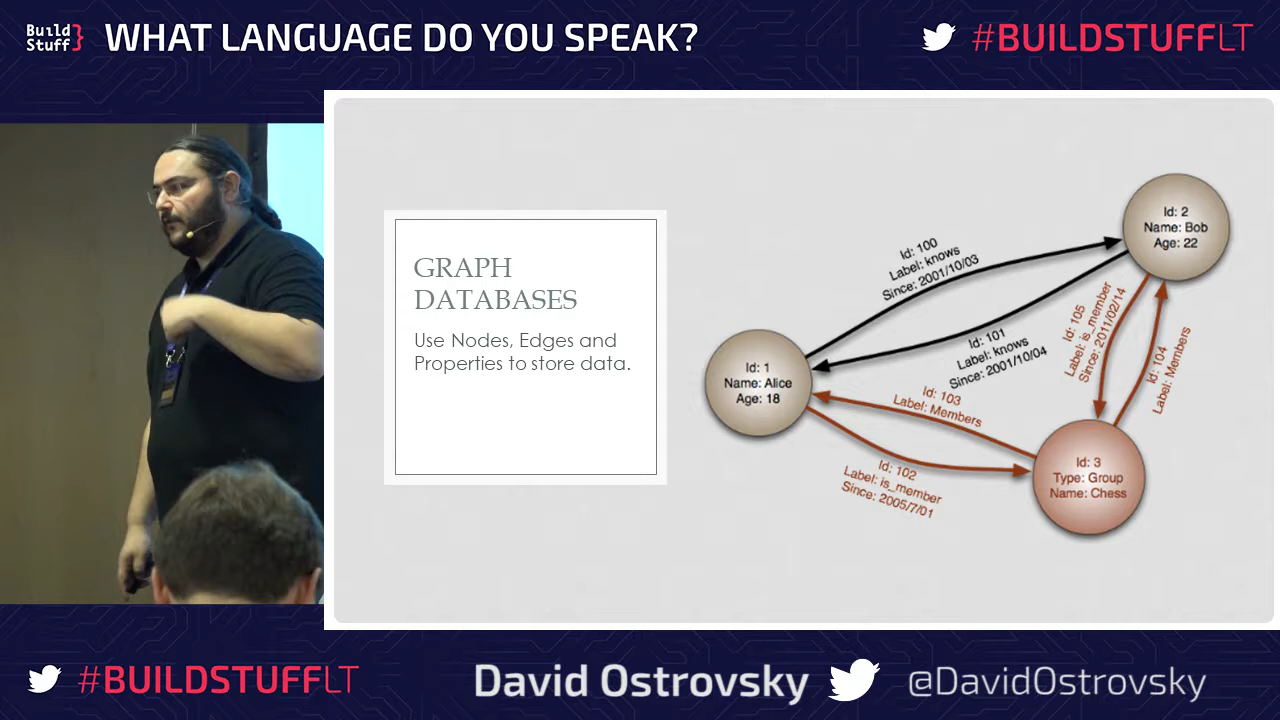 Build
Stuff}
WHAT LANGUAGE DO YOU SPEAK?
#BUILDSTUFFLT
GRAPH
DATABASES
Use Nodes, Edges and
Properties to store data.
Id: 100
Label: knows
Since: 2001/10/03
Id: 2
Name: Bob
Age: 22
Id: 101
Label: knows
Since: 2001/10/04
Id: 105
Label: is_member
Since: 2011/02/14
Id: 104
Label: Members
Id: 1
Name: Alice
Age: 18
Id: 103
Label: Members
Id: 102
Label: is_member
Since: 2005/7/01
Id: 3
Type: Group
Name: Chess
#BUILDSTUFFLT
David Ostrovsky
@DavidOstrovsky